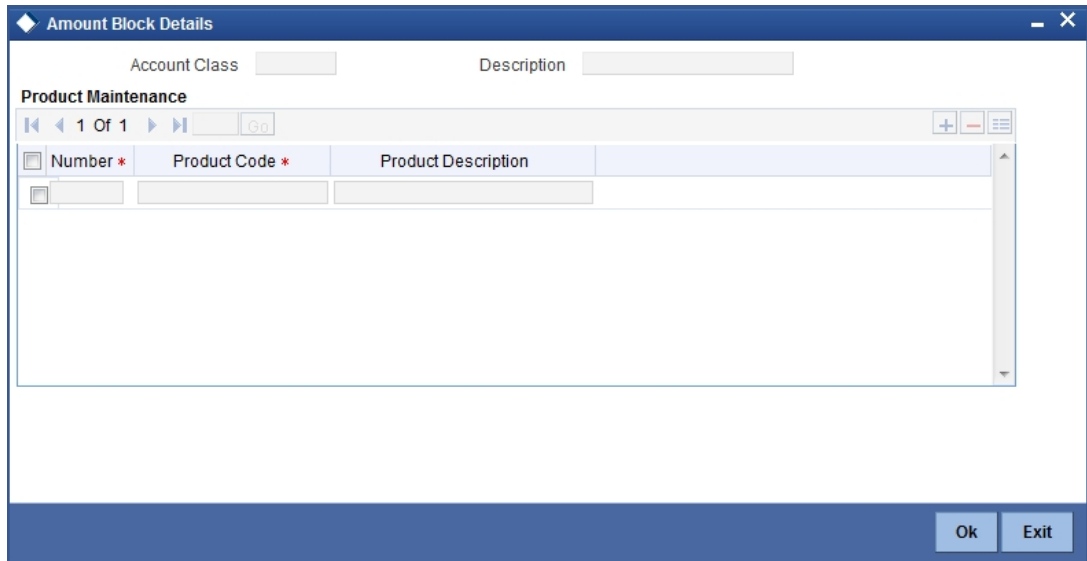 Amount Block Details
Account Class Description
Product Maintenance
1 Of 1 Go
Number * Product Code * Product Description
Ok Exit